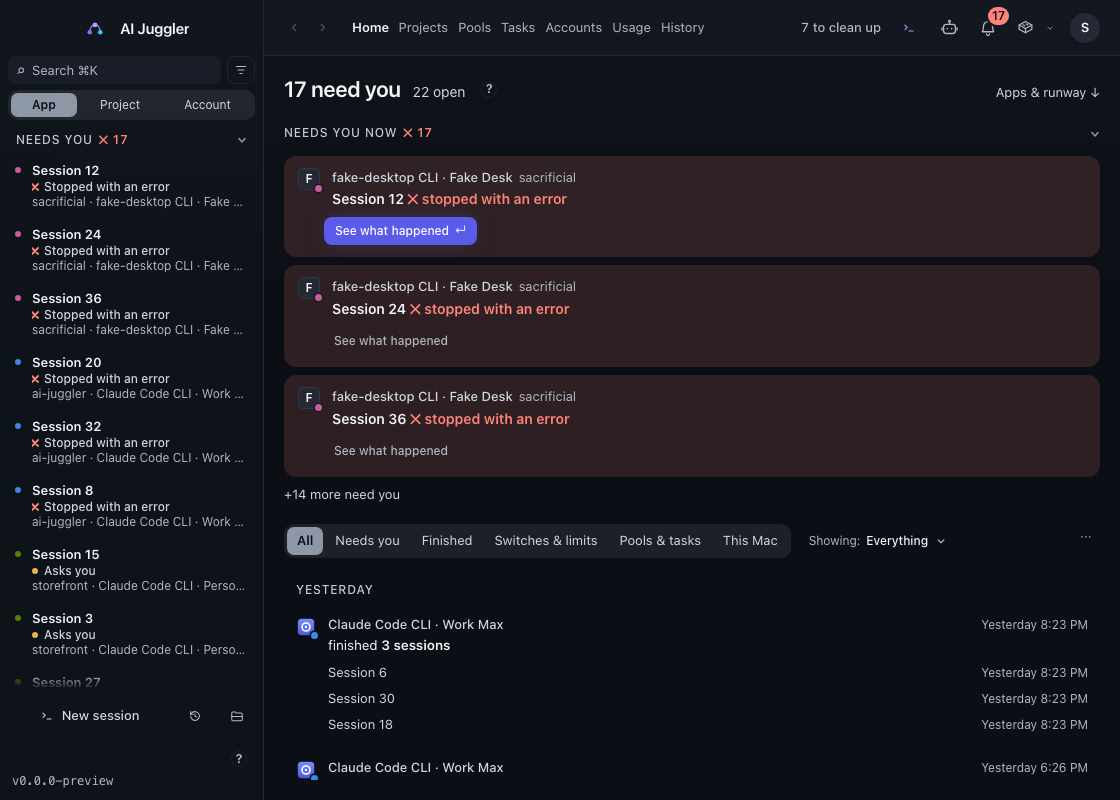 AI Juggler
Search ⌘K
App Project Account
NEEDS YOU ✕ 17
Session 12
✕ Stopped with an error
sacrificial · fake-desktop CLI · Fake ...
Session 24
✕ Stopped with an error
sacrificial · fake-desktop CLI · Fake ...
Session 36
✕ Stopped with an error
sacrificial · fake-desktop CLI · Fake ...
Session 20
✕ Stopped with an error
ai-juggler · Claude Code CLI · Work ...
Session 32
✕ Stopped with an error
ai-juggler · Claude Code CLI · Work ...
Session 8
✕ Stopped with an error
ai-juggler · Claude Code CLI · Work ...
Session 15
Asks you
storefront · Claude Code CLI · Perso...
Session 3
Asks you
storefront · Claude Code CLI · Perso...
Session 27
New session
?
v0.0.0-preview
Home Projects Pools Tasks Accounts Usage History
7 to clean up
17
S
17 need you 22 open ?
Apps & runway ↓
NEEDS YOU NOW ✕ 17
F
fake-desktop CLI · Fake Desk sacrificial
Session 12 ✕ stopped with an error
See what happened ↵
F
fake-desktop CLI · Fake Desk sacrificial
Session 24 ✕ stopped with an error
See what happened
F
fake-desktop CLI · Fake Desk sacrificial
Session 36 ✕ stopped with an error
See what happened
+14 more need you
All Needs you Finished Switches & limits Pools & tasks This Mac
Showing: Everything
...
YESTERDAY
Claude Code CLI · Work Max Yesterday 8:23 PM
finished 3 sessions
Session 6 Yesterday 8:23 PM
Session 30 Yesterday 8:23 PM
Session 18 Yesterday 8:23 PM
Claude Code CLI · Work Max Yesterday 6:26 PM